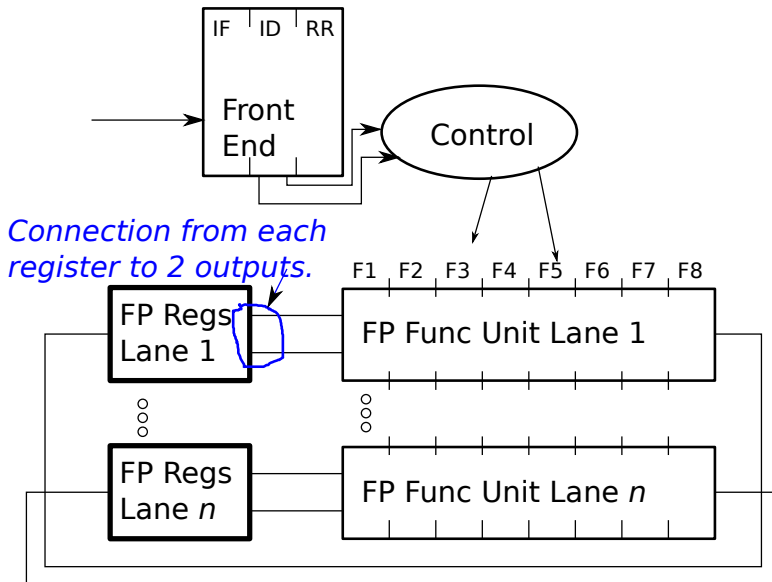 IF ID RR
Front
End
Control
Connection from each
register to 2 outputs.
F1 F2 F3 F4 F5 F6 F7 F8
FP Regs
Lane 1
FP Func Unit Lane 1
FP Regs
Lane n
FP Func Unit Lane n